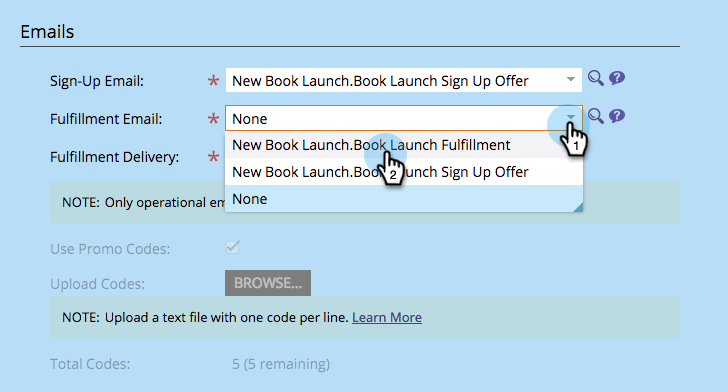 Emails
Sign-Up Email: * New Book Launch.Book Launch Sign Up Offer
Fulfillment Email: * None
1
New Book Launch.Book Launch Fulfillment
Fulfillment Delivery: *
2
New Book Launch.Book Launch Sign Up Offer
NOTE: Only operational em
None
Use Promo Codes:
Upload Codes: BROWSE...
NOTE: Upload a text file with one code per line. Learn More
Total Codes: 5 (5 remaining)